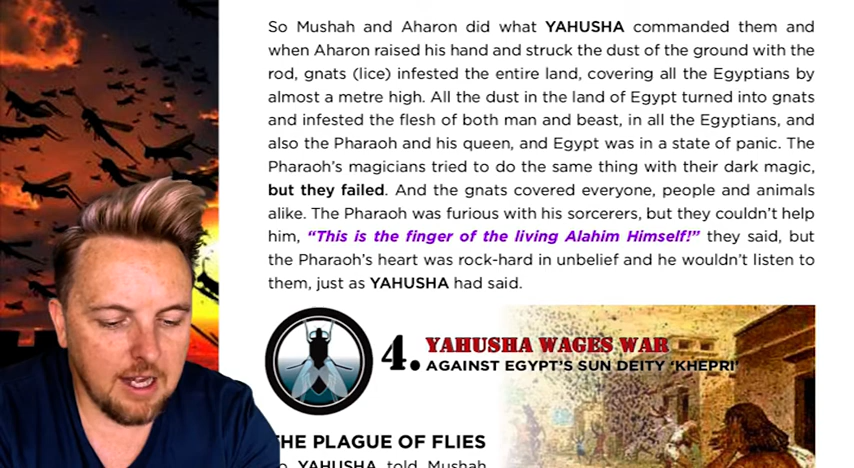 So Mushah and Aharon did what YAHUSHA commanded them and
when Aharon raised his hand and struck the dust of the ground with the
rod, gnats (lice) infested the entire land, covering all the Egyptians by
almost a metre high. All the dust in the land of Egypt turned into gnats
and infested the flesh of both man and beast, in all the Egyptians, and
also the Pharaoh and his queen, and Egypt was in a state of panic. The
Pharaoh's magicians tried to do the same thing with their dark magic,
but they failed. And the gnats covered everyone, people and animals
alike. The Pharaoh was furious with his sorcerers, but they couldn't help
him, “This is the finger of the living Alahim Himself!” they said, but
the Pharaoh's heart was rock-hard in unbelief and he wouldn't listen to
them, just as YAHUSHA had said.
4. YAHUSHA WAGES WAR
AGAINST EGYPT'S SUN DEITY 'KHEPRI'
THE PLAGUE OF FLIES
YAHUSHA told Mushah